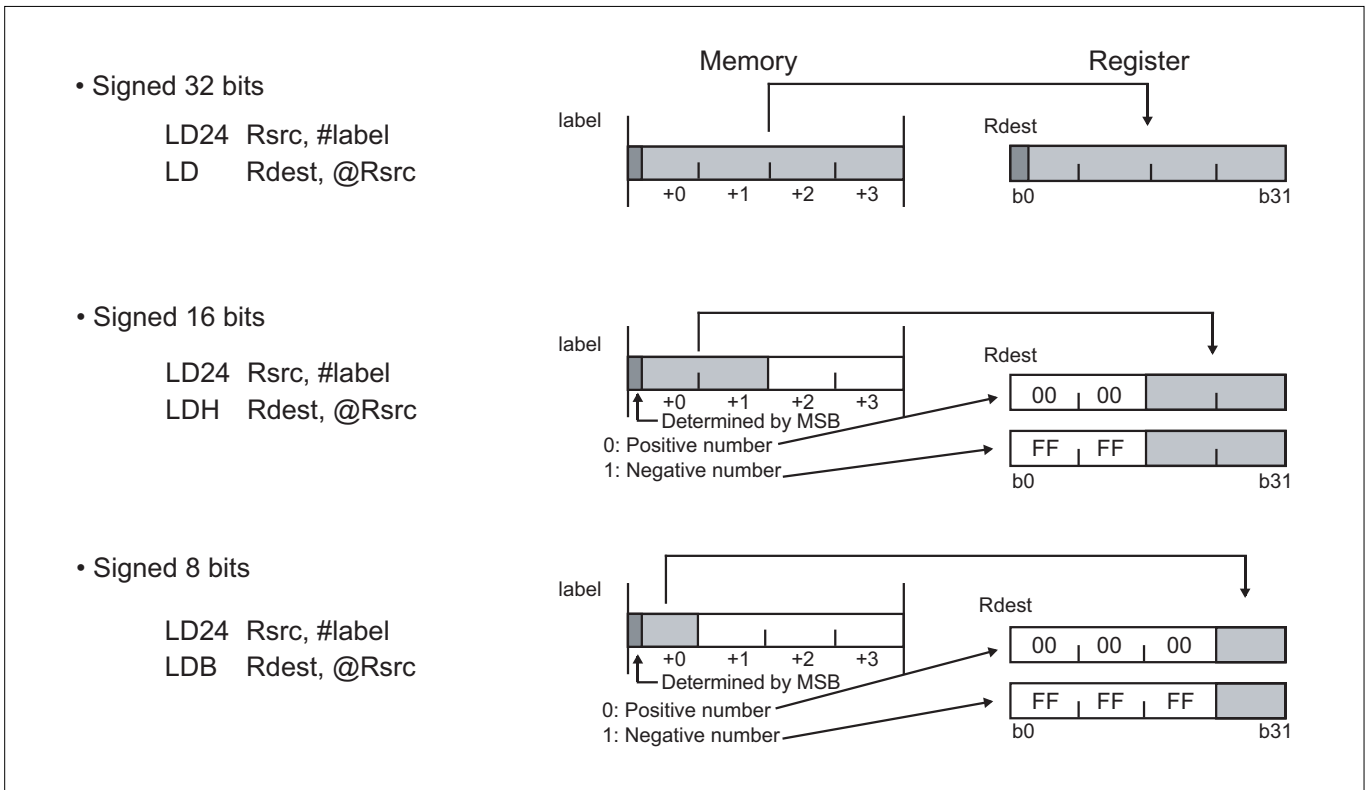 Memory Register
• Signed 32 bits
LD24 Rsrc, #label
LD Rdest, @Rsrc
label
+0 +1 +2 +3
Rdest
b0 b31
• Signed 16 bits
LD24 Rsrc, #label
LDH Rdest, @Rsrc
label
+0 +1 +2 +3
Determined by MSB
0: Positive number
1: Negative number
Rdest
00 00
FF FF
b0 b31
• Signed 8 bits
LD24 Rsrc, #label
LDB Rdest, @Rsrc
label
+0 +1 +2 +3
Determined by MSB
0: Positive number
1: Negative number
Rdest
00 00 00
FF FF FF
b0 b31